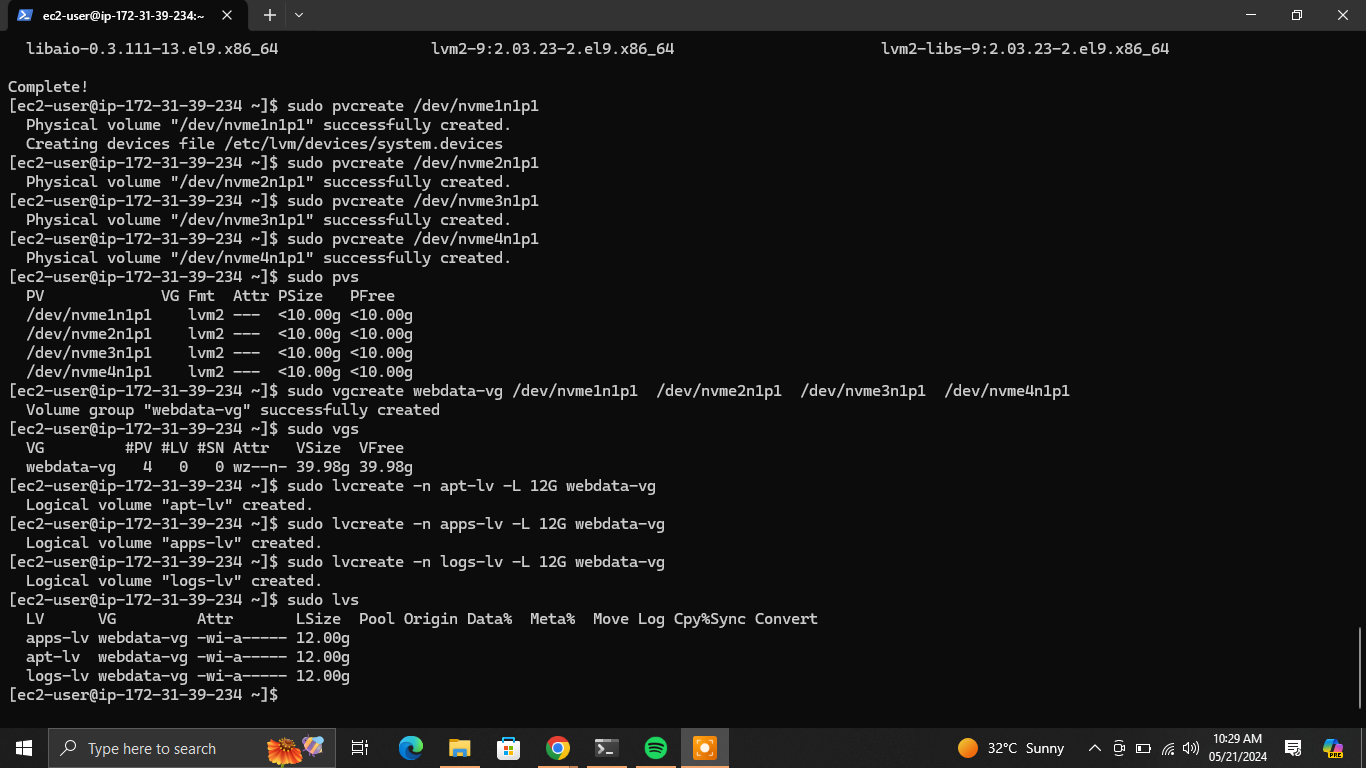 ec2-user@ip-172-31-39-234:~
libaio-0.3.111-13.el9.x86_64 lvm2-9:2.03.23-2.el9.x86_64 lvm2-libs-9:2.03.23-2.el9.x86_64
Complete!
[ec2-user@ip-172-31-39-234 ~]$ sudo pvcreate /dev/nvme1n1p1
Physical volume "/dev/nvme1n1p1" successfully created.
Creating devices file /etc/lvm/devices/system.devices
[ec2-user@ip-172-31-39-234 ~]$ sudo pvcreate /dev/nvme2n1p1
Physical volume "/dev/nvme2n1p1" successfully created.
[ec2-user@ip-172-31-39-234 ~]$ sudo pvcreate /dev/nvme3n1p1
Physical volume "/dev/nvme3n1p1" successfully created.
[ec2-user@ip-172-31-39-234 ~]$ sudo pvcreate /dev/nvme4n1p1
Physical volume "/dev/nvme4n1p1" successfully created.
[ec2-user@ip-172-31-39-234 ~]$ sudo pvs
PV VG Fmt Attr PSize PFree
/dev/nvme1n1p1 lvm2 --- <10.00g <10.00g
/dev/nvme2n1p1 lvm2 --- <10.00g <10.00g
/dev/nvme3n1p1 lvm2 --- <10.00g <10.00g
/dev/nvme4n1p1 lvm2 --- <10.00g <10.00g
[ec2-user@ip-172-31-39-234 ~]$ sudo vgcreate webdata-vg /dev/nvme1n1p1 /dev/nvme2n1p1 /dev/nvme3n1p1 /dev/nvme4n1p1
Volume group "webdata-vg" successfully created
[ec2-user@ip-172-31-39-234 ~]$ sudo vgs
VG #PV #LV #SN Attr VSize VFree
webdata-vg 4 0 0 wz--n- 39.98g 39.98g
[ec2-user@ip-172-31-39-234 ~]$ sudo lvcreate -n apt-lv -L 12G webdata-vg
Logical volume "apt-lv" created.
[ec2-user@ip-172-31-39-234 ~]$ sudo lvcreate -n apps-lv -L 12G webdata-vg
Logical volume "apps-lv" created.
[ec2-user@ip-172-31-39-234 ~]$ sudo lvcreate -n logs-lv -L 12G webdata-vg
Logical volume "logs-lv" created.
[ec2-user@ip-172-31-39-234 ~]$ sudo lvs
LV VG Attr LSize Pool Origin Data% Meta% Move Log Cpy%Sync Convert
apps-lv webdata-vg -wi-a----- 12.00g
apt-lv webdata-vg -wi-a----- 12.00g
logs-lv webdata-vg -wi-a----- 12.00g
[ec2-user@ip-172-31-39-234 ~]$
Type here to search
32°C Sunny
10:29 AM
05/21/2024
PRE